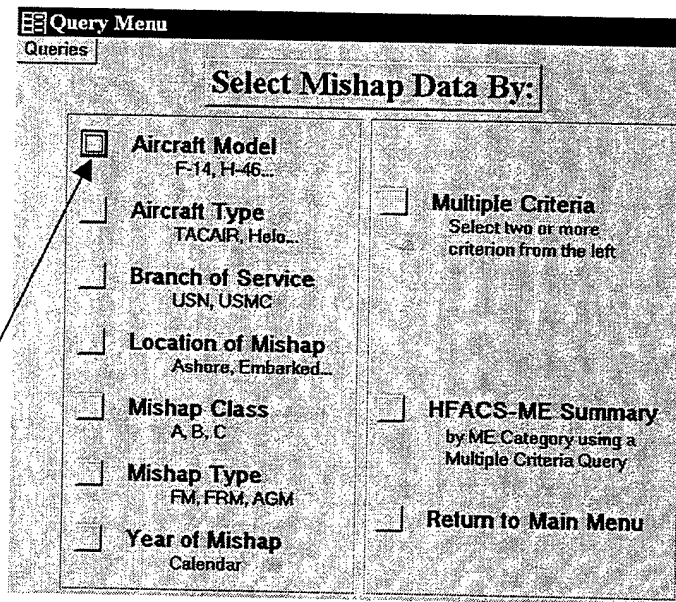 Query Menu
Queries
Select Mishap Data By:
Aircraft Model
F-14, H-46...
Aircraft Type
TACAIR, Helo...
Branch of Service
USN, USMC
Location of Mishap
Ashore, Embarked...
Mishap Class
A, B, C
Mishap Type
FM, FRM, AGM
Year of Mishap
Calendar
Multiple Criteria
Select two or more
criterion from the left
HFACS-ME Summary
by ME Category using a
Multiple Criteria Query
Return to Main Menu